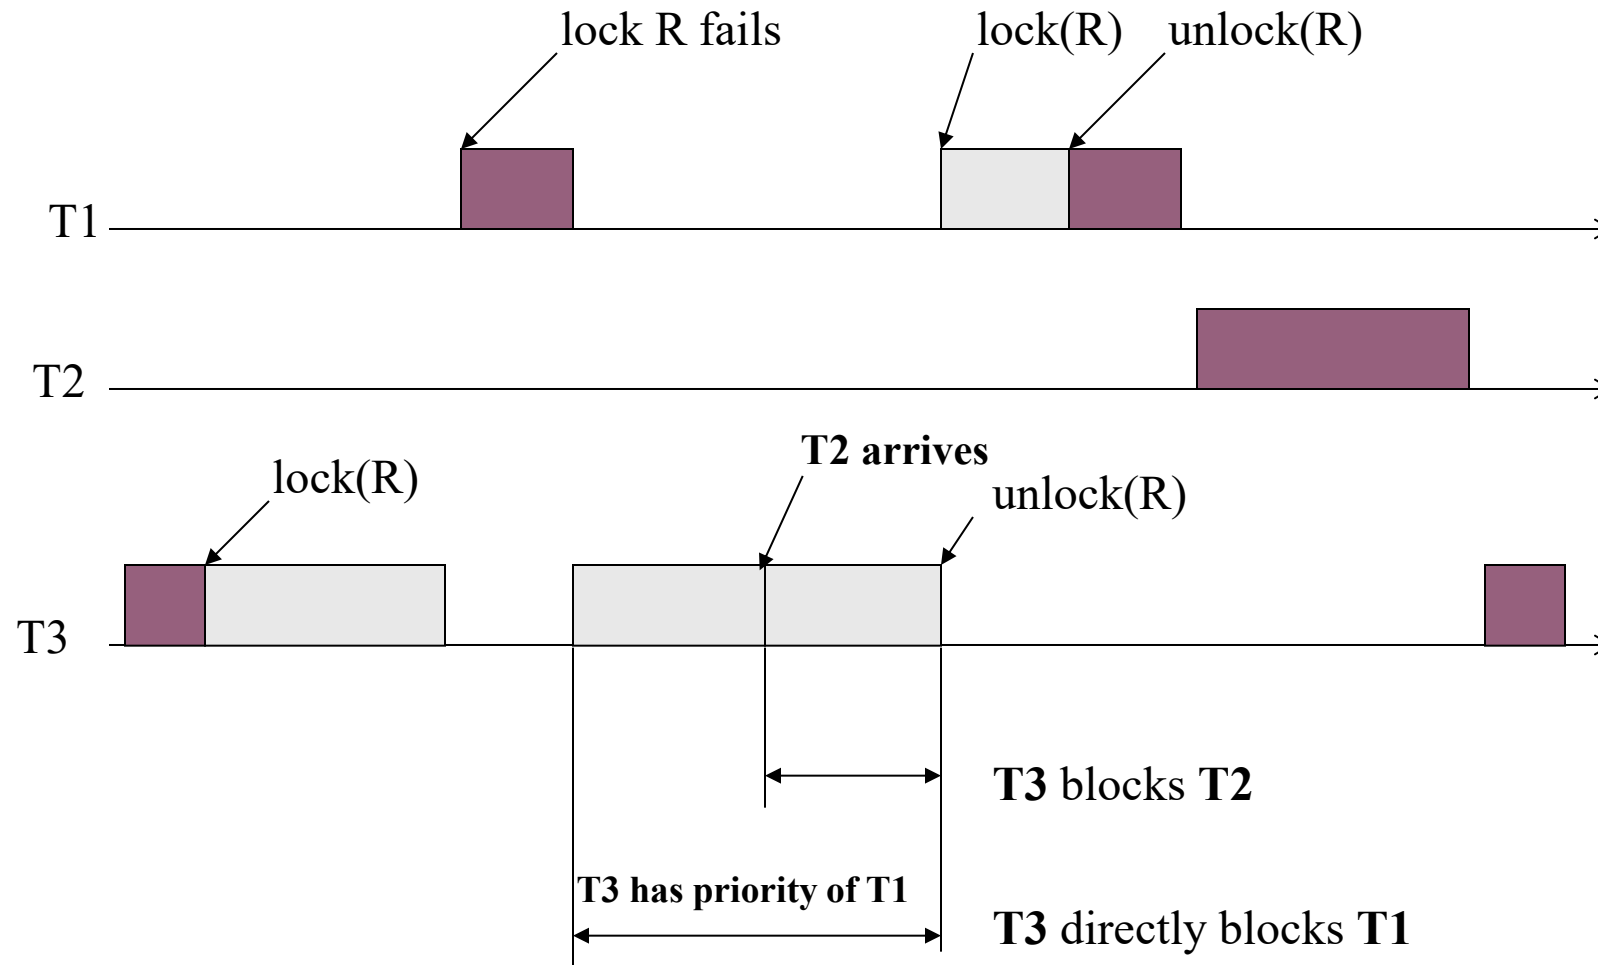 lock R fails
lock(R)
unlock(R)
T1
T2
T2 arrives
lock(R)
unlock(R)
T3
T3 blocks T2
T3 has priority of T1
T3 directly blocks T1